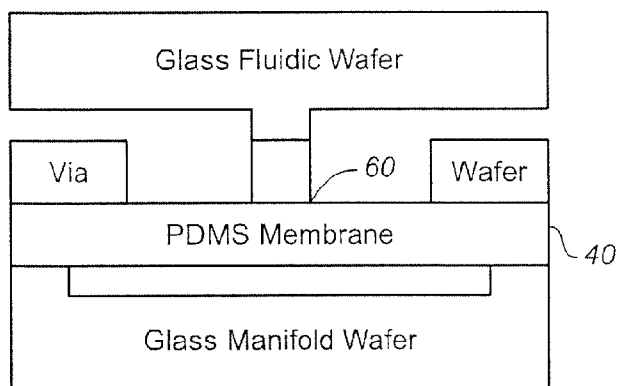 Glass Fluidic Wafer
Via
60
Wafer
PDMS Membrane
40
Glass Manifold Wafer